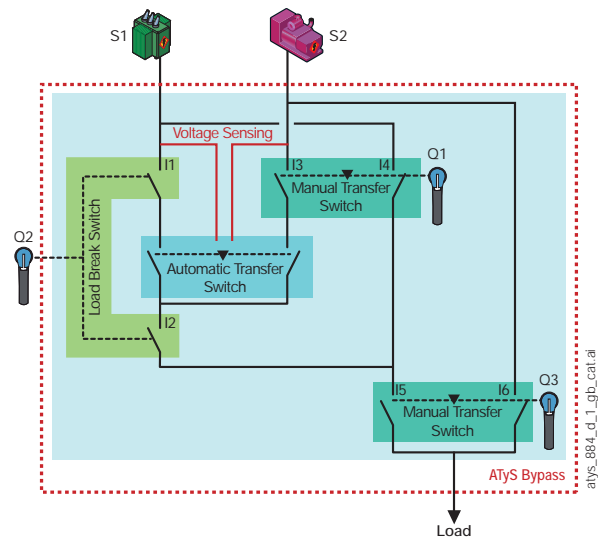 S1
S2
Voltage Sensing
I1
I3
I4
Q1
Manual Transfer
Switch
Q2
Load Break Switch
Automatic Transfer
Switch
I2
I5
I6
Q3
Manual Transfer
Switch
ATyS Bypass
Load
atys_884_d_1_gb_cat.ai